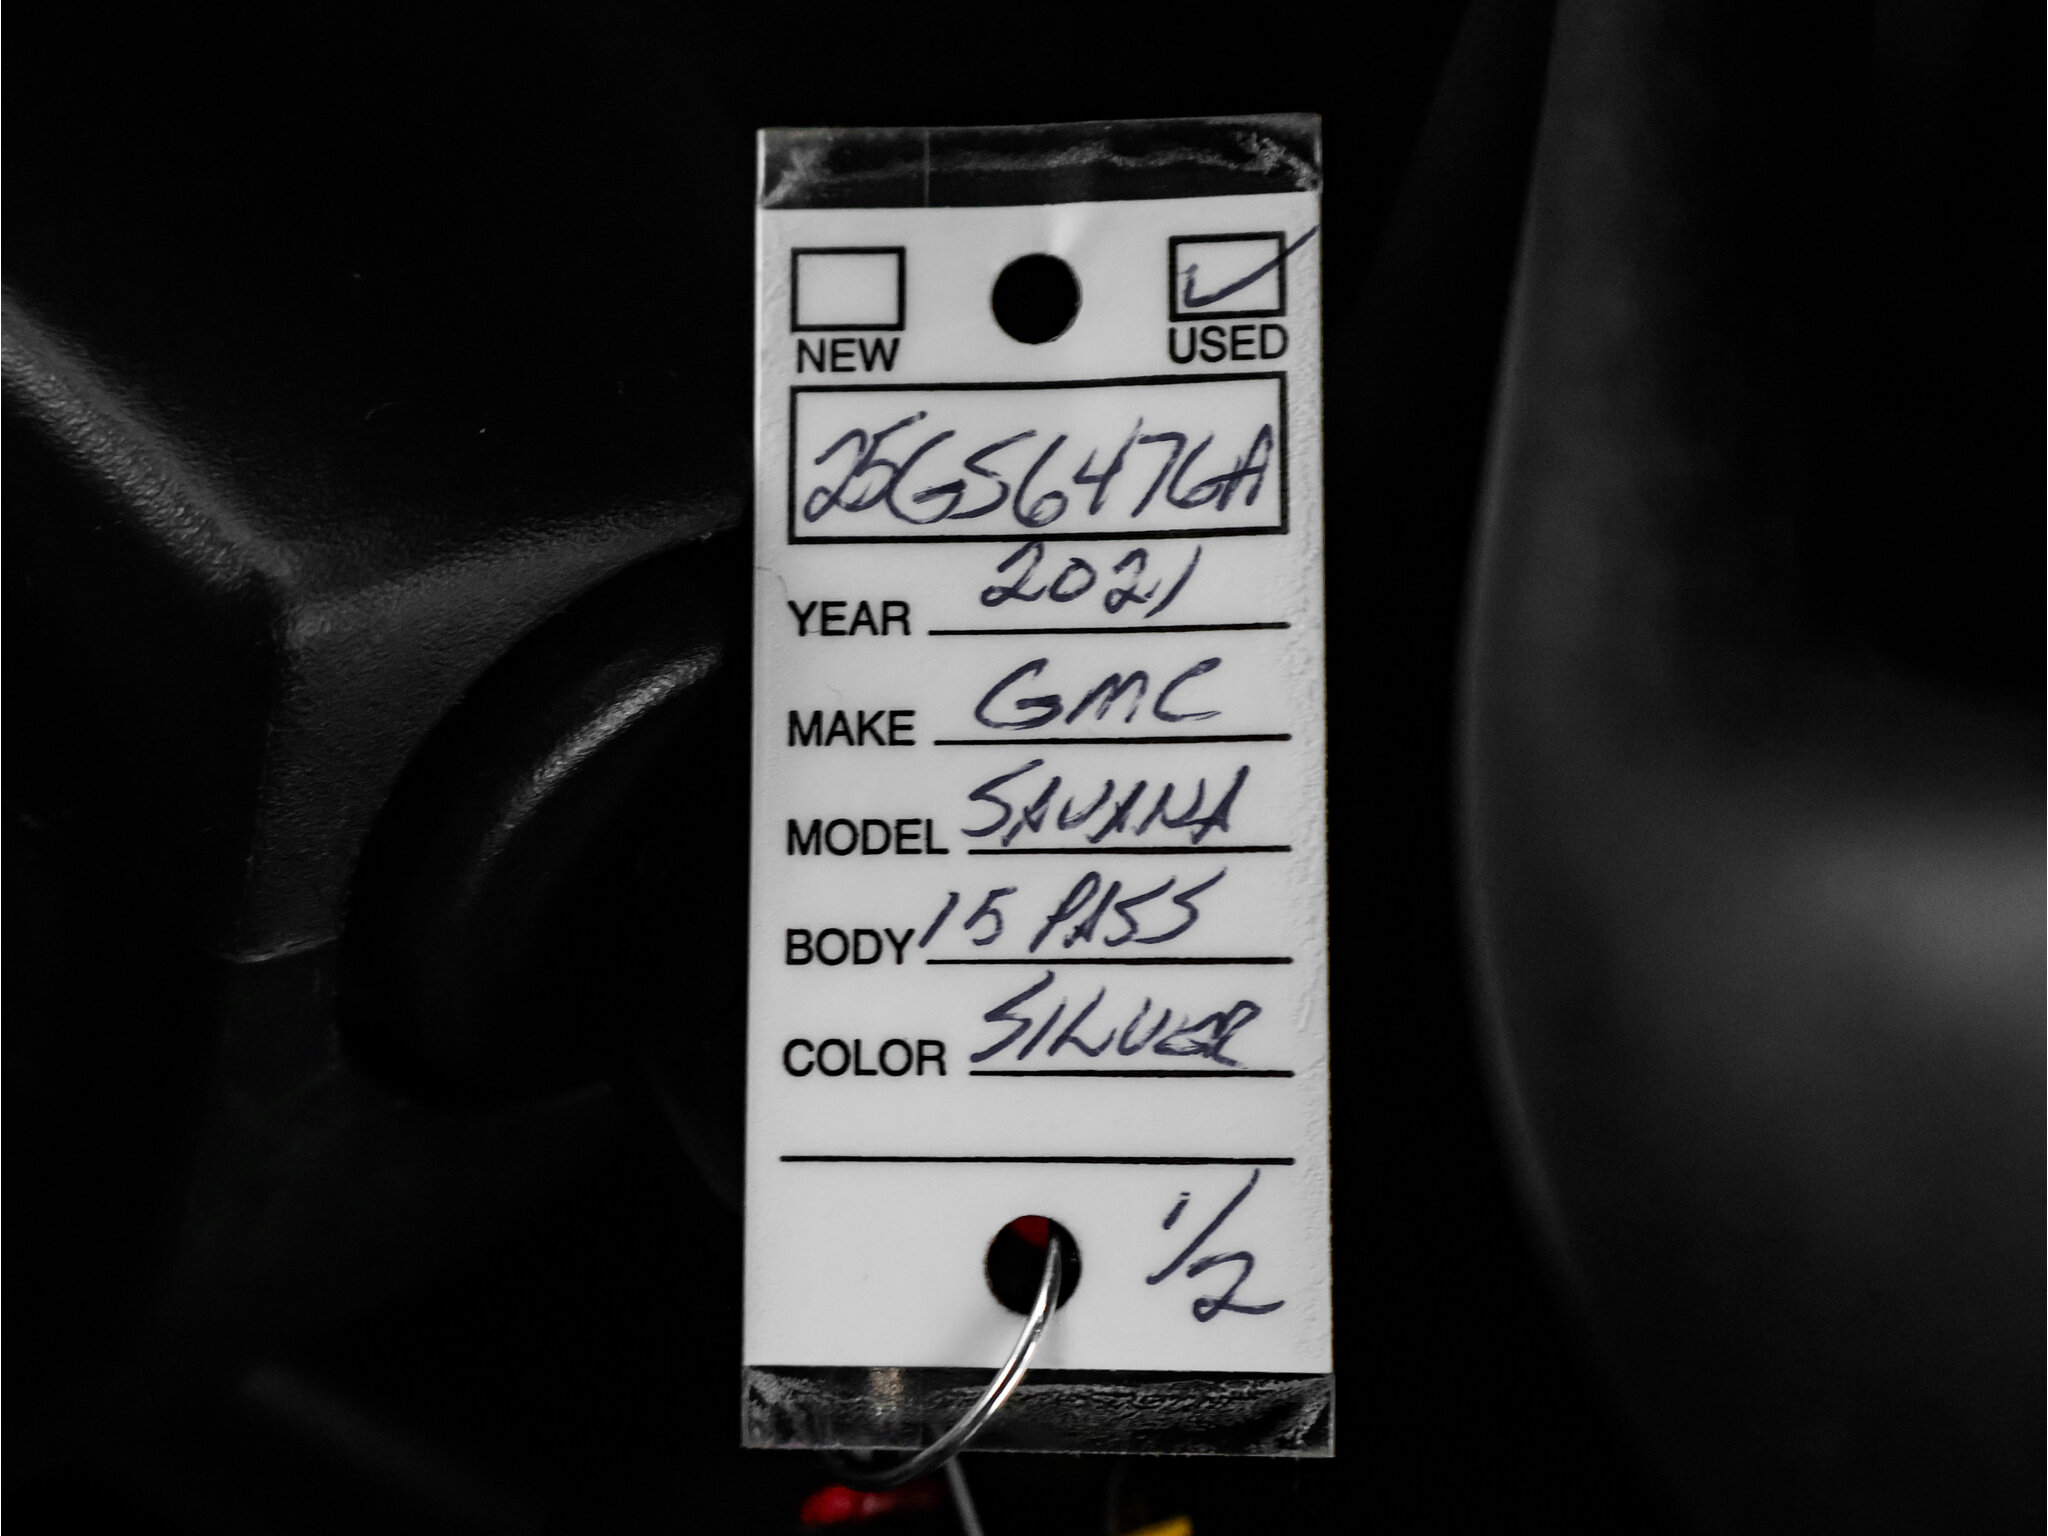 NEW USED
25GS6476A
YEAR 2021
MAKE GMC
MODEL SAVANA
BODY 15 PASS
COLOR SILVER
1/2